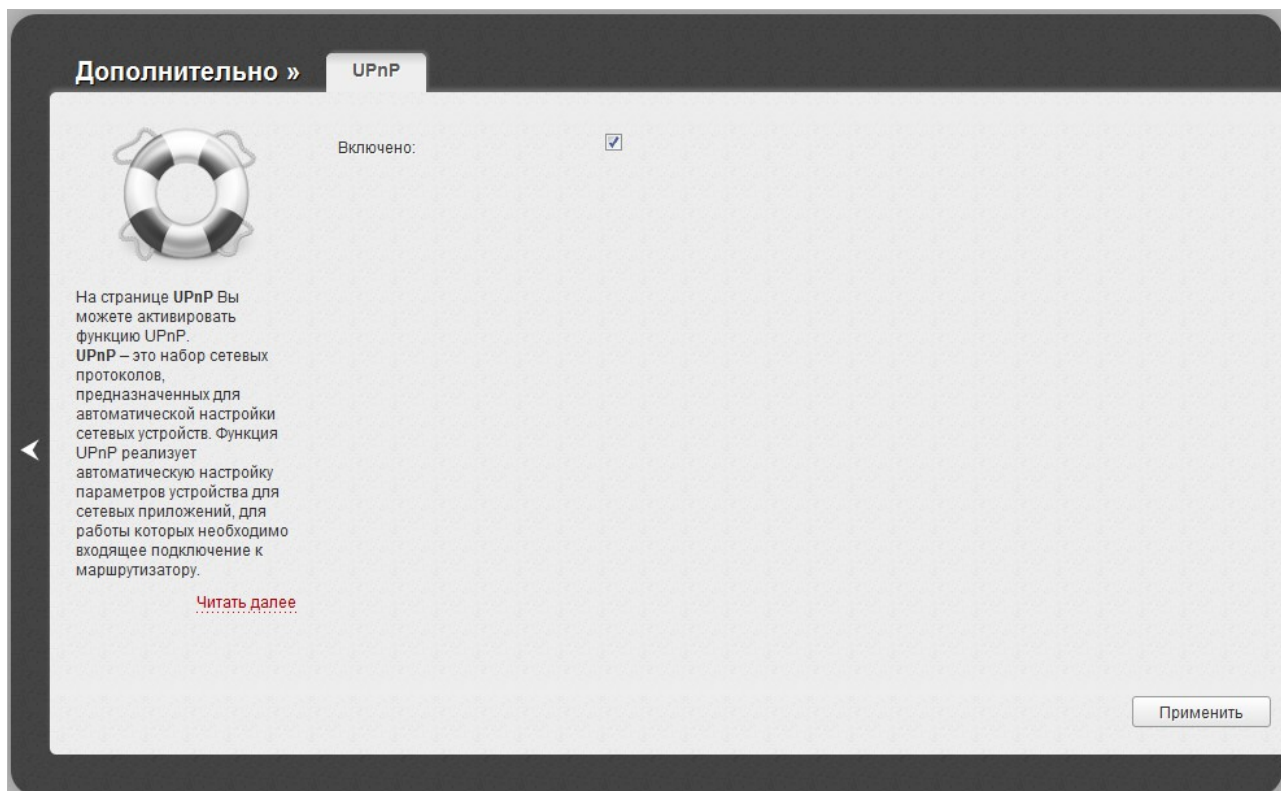 Дополнительно »
UPnP
Включено:
На странице UPnP Вы
можете активировать
функцию UPnP.
UPnP – это набор сетевых
протоколов,
предназначенных для
автоматической настройки
сетевых устройств. Функция
UPnP реализует
автоматическую настройку
параметров устройства для
сетевых приложений, для
работы которых необходимо
входящее подключение к
маршрутизатору.
Читать далее
Применить